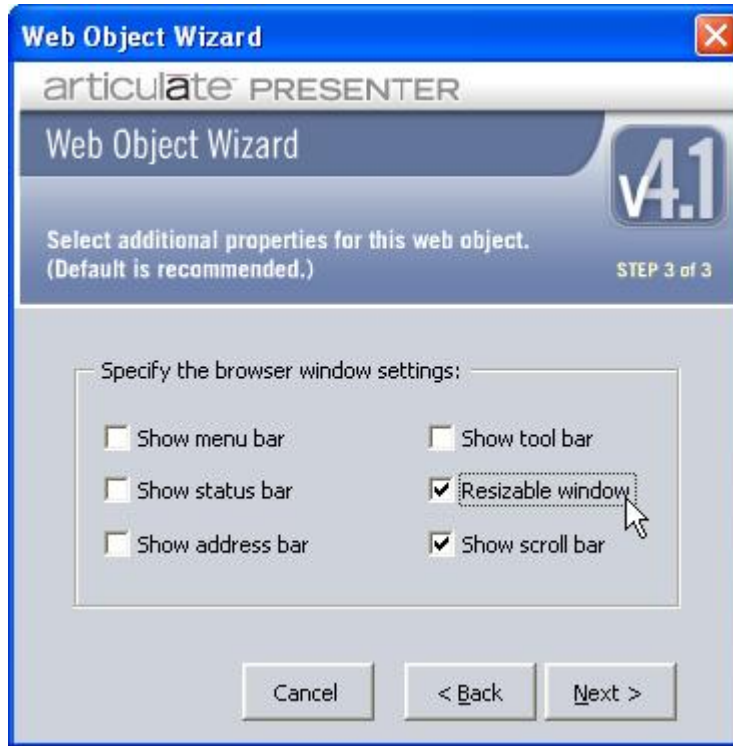 Web Object Wizard
articulāte PRESENTER
Web Object Wizard
v4.1
Select additional properties for this web object.
(Default is recommended.)
STEP 3 of 3
Specify the browser window settings:
Show menu bar
Show tool bar
Show status bar
Resizable window
Show address bar
Show scroll bar
Cancel
< Back
Next >